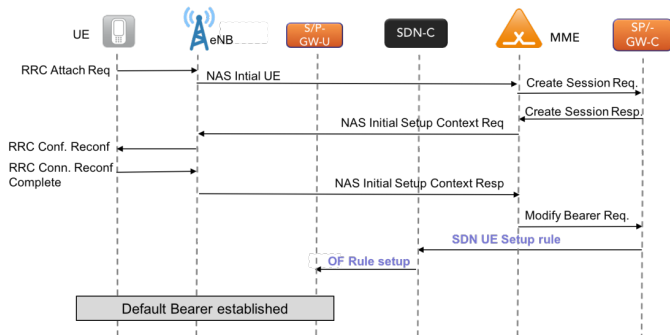 UE
eNB
S/P-
GW-U
SDN-C
MME
SP/-
GW-C
RRC Attach Req
NAS Intial UE
Create Session Req.
Create Session Resp.
NAS Initial Setup Context Req
RRC Conf. Reconf
RRC Conn. Reconf
Complete
NAS Initial Setup Context Resp
Modify Bearer Req.
SDN UE Setup rule
OF Rule setup
Default Bearer established